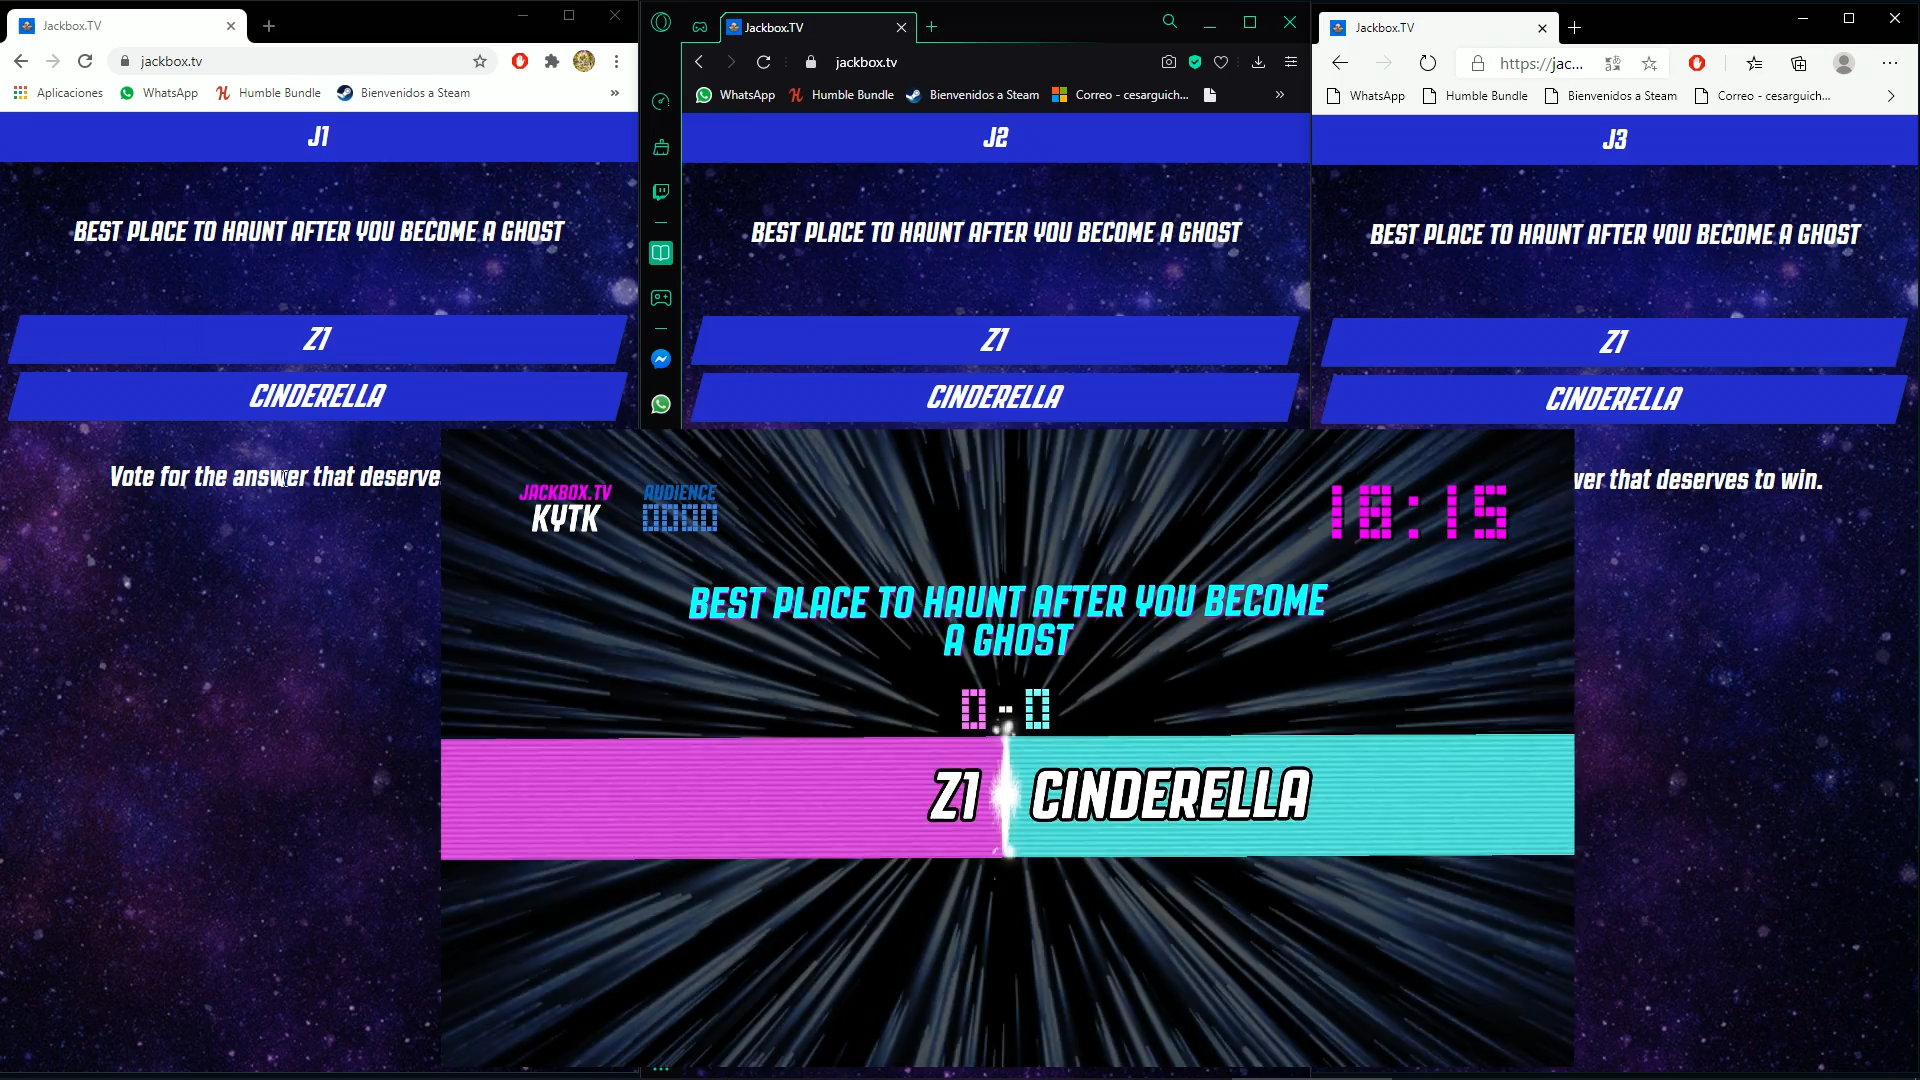 Jackbox.TV
jackbox.tv
Aplicaciones
WhatsApp
Humble Bundle
Bienvenidos a Steam
J1
BEST PLACE TO HAUNT AFTER YOU BECOME A GHOST
Z1
CINDERELLA
Vote for the answer that deserve
Jackbox.TV
jackbox.tv
WhatsApp
Humble Bundle
Bienvenidos a Steam
Correo - cesarguich...
J2
BEST PLACE TO HAUNT AFTER YOU BECOME A GHOST
Z1
CINDERELLA
Jackbox.TV
https://jac...
WhatsApp
Humble Bundle
Bienvenidos a Steam
Correo - cesarguich...
J3
BEST PLACE TO HAUNT AFTER YOU BECOME A GHOST
Z1
CINDERELLA
ver that deserves to win.
JACKBOX.TV
KYTK
AUDIENCE
18:15
BEST PLACE TO HAUNT AFTER YOU BECOME
A GHOST
0-0
Z1
CINDERELLA